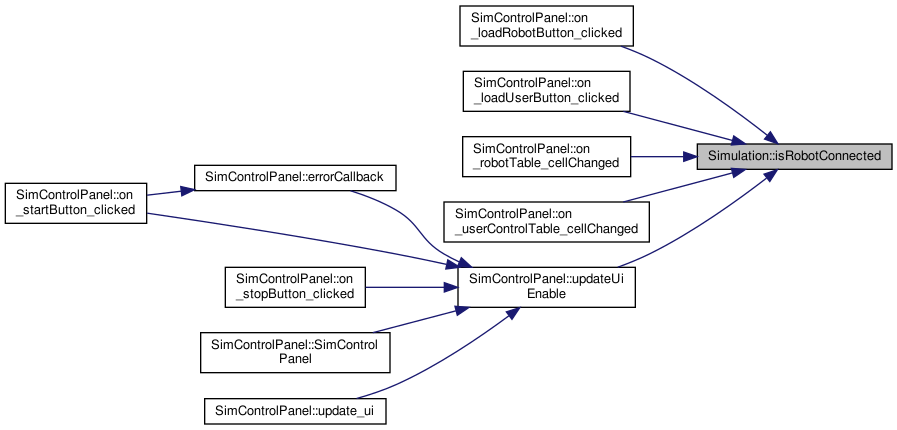 SimControlPanel::on
_loadRobotButton_clicked
SimControlPanel::on
_loadUserButton_clicked
SimControlPanel::on
_robotTable_cellChanged
Simulation::isRobotConnected
SimControlPanel::errorCallback
SimControlPanel::on
_startButton_clicked
SimControlPanel::on
_userControlTable_cellChanged
SimControlPanel::on
_stopButton_clicked
SimControlPanel::updateUi
Enable
SimControlPanel::SimControl
Panel
SimControlPanel::update_ui